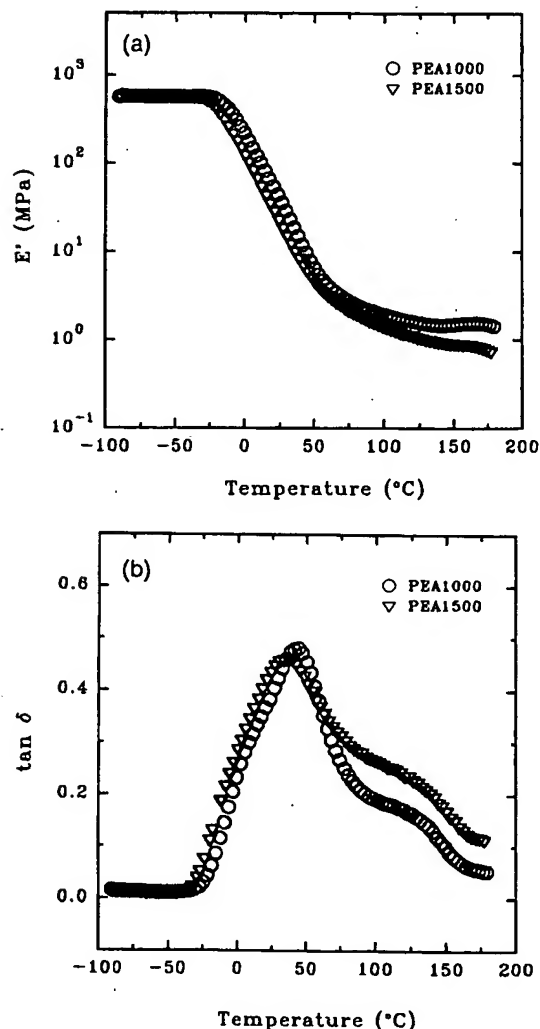 (a)
○ PEA1000
▽ PEA1500
10³
10²
10¹
10⁰
10⁻¹
E' (MPa)
−100 −50 0 50 100 150 200
Temperature (°C)
(b)
○ PEA1000
▽ PEA1500
0.6
0.4
0.2
0.0
tan δ
−100 −50 0 50 100 150 200
Temperature (°C)